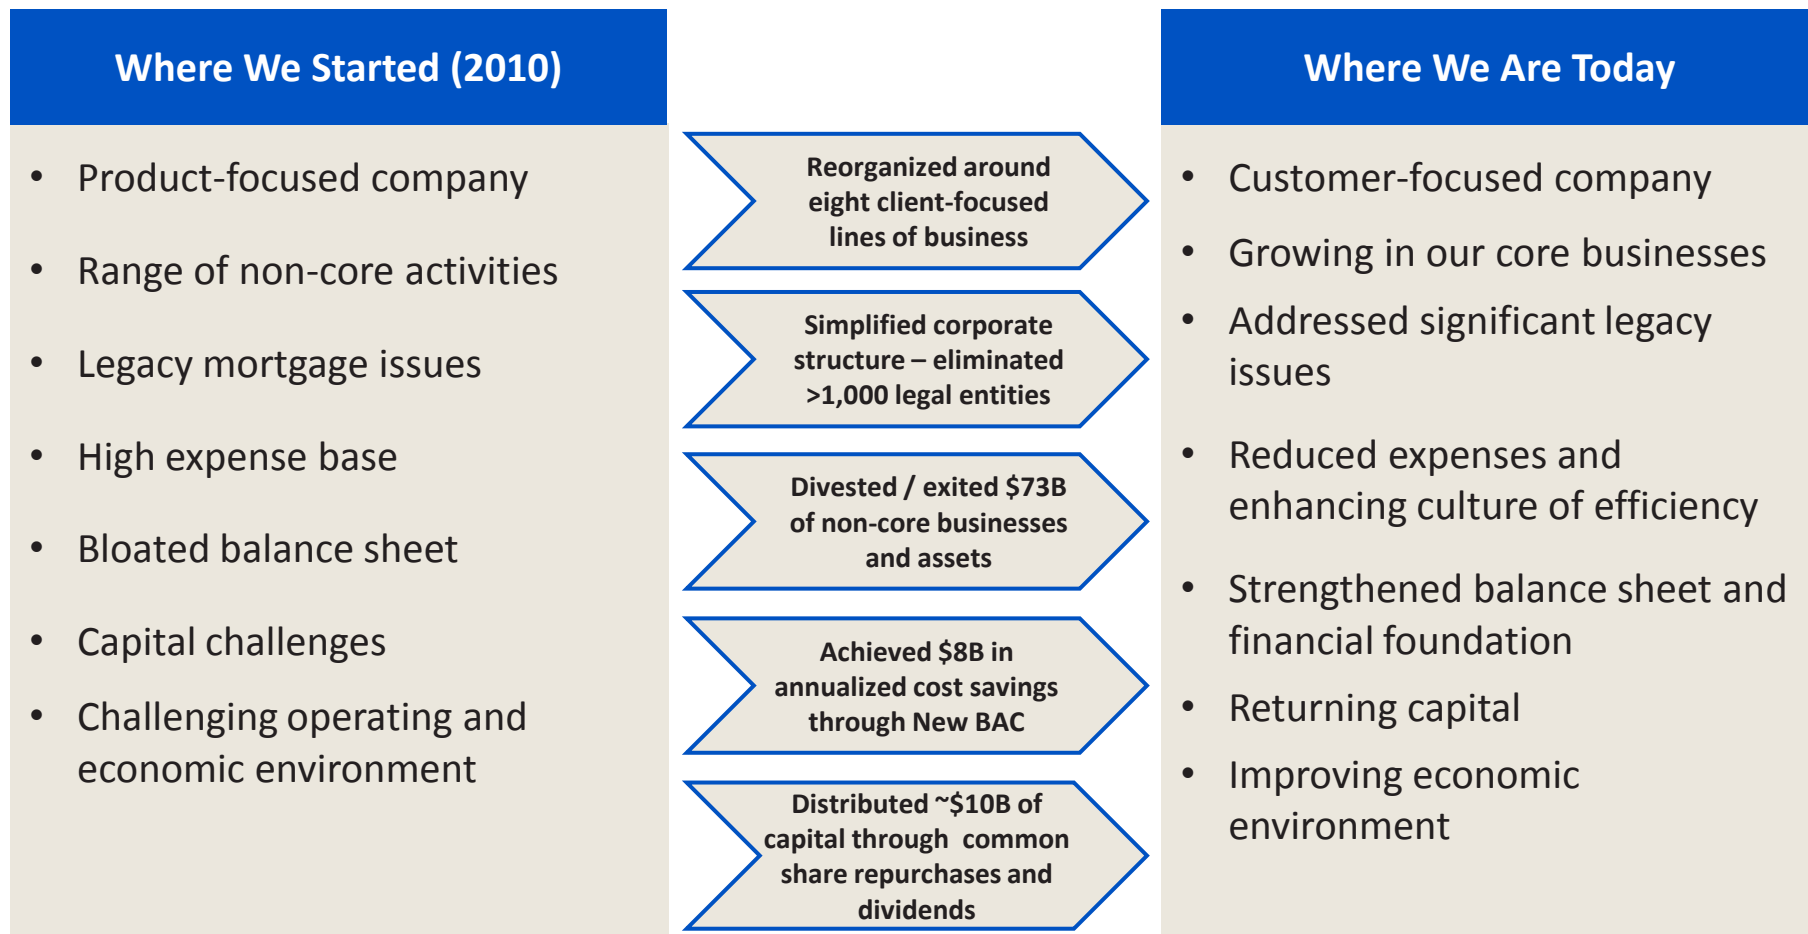 Where We Started (2010)
• Product-focused company
• Range of non-core activities
• Legacy mortgage issues
• High expense base
• Bloated balance sheet
• Capital challenges
• Challenging operating and
economic environment
Reorganized around
eight client-focused
lines of business
Simplified corporate
structure – eliminated
>1,000 legal entities
Divested / exited $73B
of non-core businesses
and assets
Achieved $8B in
annualized cost savings
through New BAC
Distributed ~$10B of
capital through common
share repurchases and
dividends
Where We Are Today
• Customer-focused company
• Growing in our core businesses
• Addressed significant legacy
issues
• Reduced expenses and
enhancing culture of efficiency
• Strengthened balance sheet and
financial foundation
• Returning capital
• Improving economic
environment